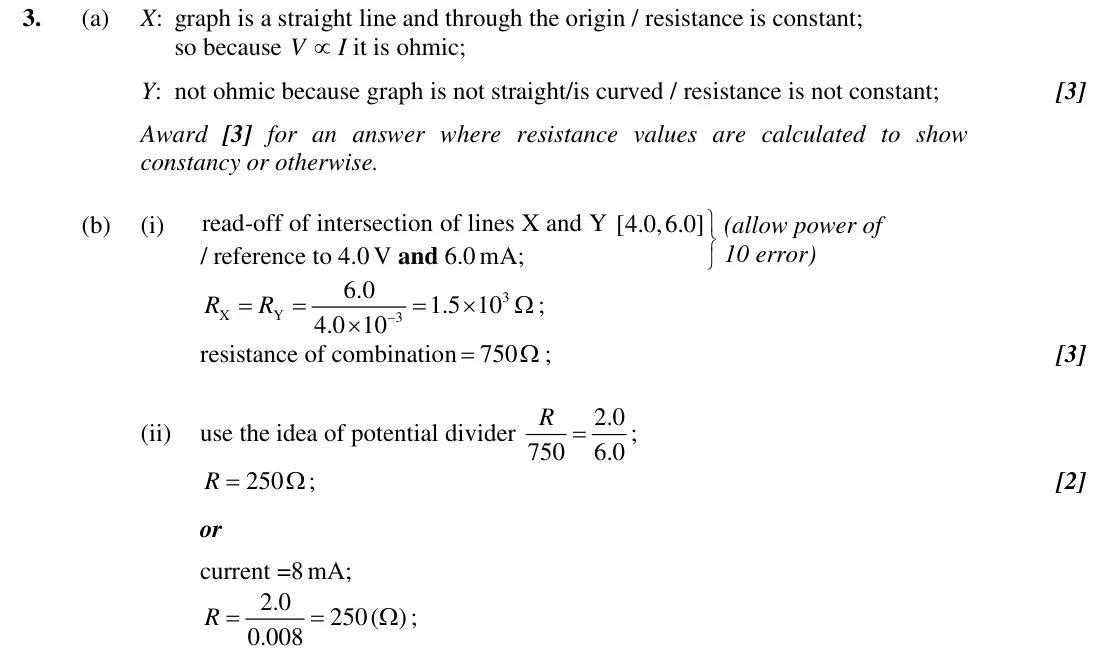 3. (a) X: graph is a straight line and through the origin / resistance is constant;
so because V ∝ I it is ohmic;
Y: not ohmic because graph is not straight/is curved / resistance is not constant; [3]
Award [3] for an answer where resistance values are calculated to show
constancy or otherwise.
(b) (i) read-off of intersection of lines X and Y [4.0,6.0] } (allow power of
/ reference to 4.0 V and 6.0 mA; 10 error)
R_X = R_Y = 6.0 / 4.0×10⁻³ = 1.5×10³ Ω;
resistance of combination = 750Ω; [3]
(ii) use the idea of potential divider R/750 = 2.0/6.0;
R = 250Ω; [2]
or
current =8 mA;
R = 2.0/0.008 = 250(Ω);